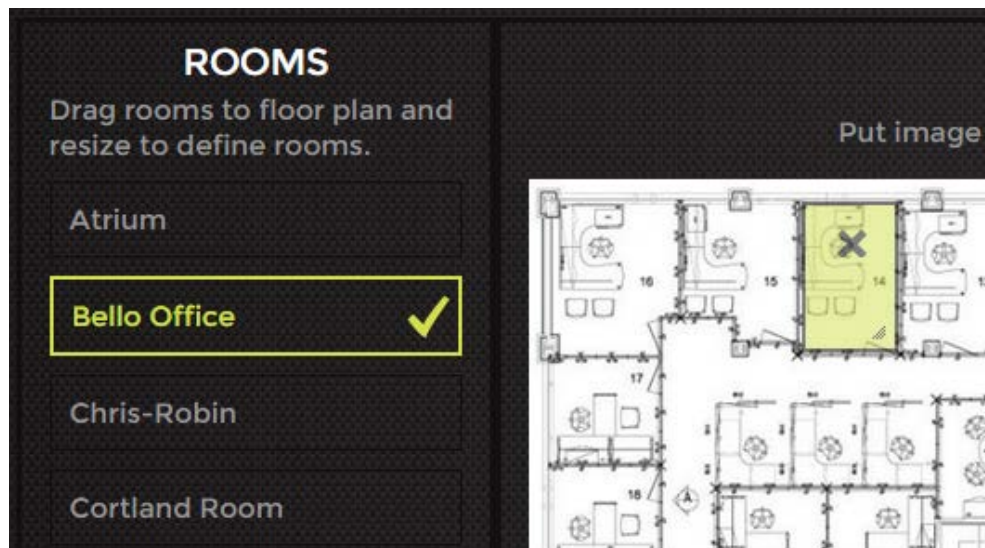 ROOMS
Drag rooms to floor plan and
resize to define rooms.
Atrium
Bello Office
Chris-Robin
Cortland Room
Put image
16
15
14
17
18
A